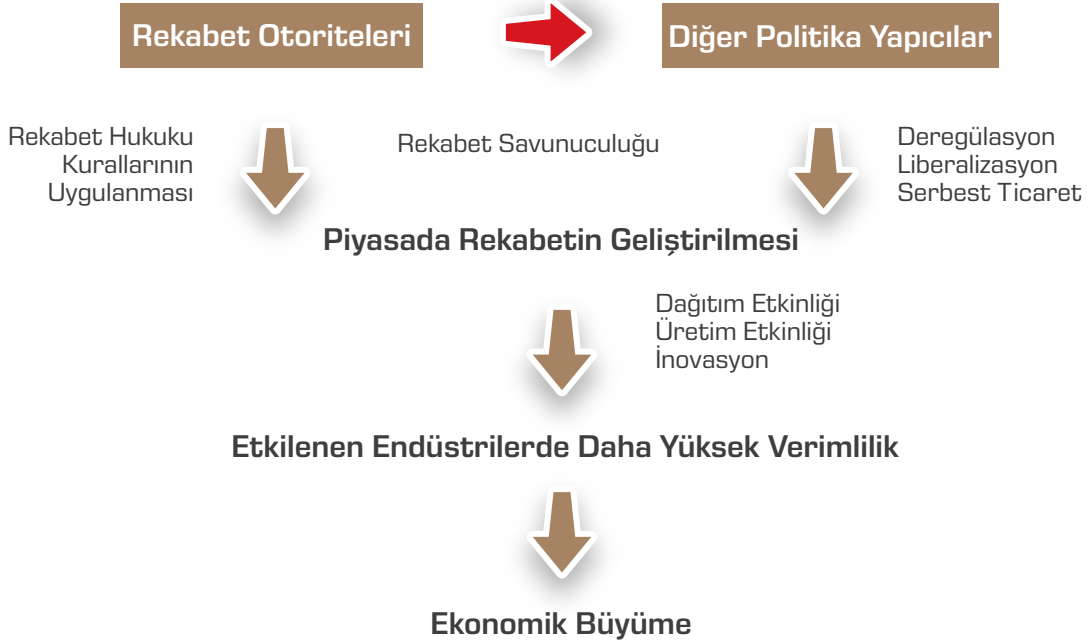 Rekabet Otoriteleri
Diğer Politika Yapıcılar
Rekabet Hukuku
Kurallarının
Uygulanması
Rekabet Savunuculuğu
Deregülasyon
Liberalizasyon
Serbest Ticaret
Piyasada Rekabetin Geliştirilmesi
Dağıtım Etkinliği
Üretim Etkinliği
İnovasyon
Etkilenen Endüstrilerde Daha Yüksek Verimlilik
Ekonomik Büyüme